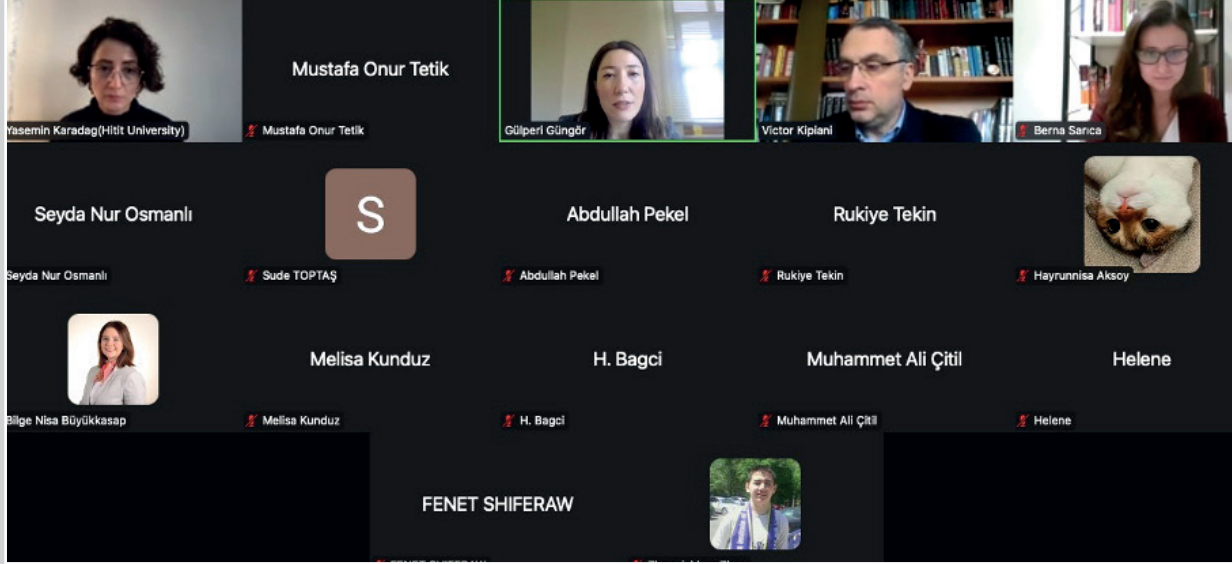 Mustafa Onur Tetik
Yasemin Karadag(Hitit University)
Mustafa Onur Tetik
Gülperi Güngör
Victor Kipiani
Berna Sarıca
Seyda Nur Osmanlı
S
Abdullah Pekel
Rukiye Tekin
Seyda Nur Osmanlı
Sude TOPTAŞ
Abdullah Pekel
Rukiye Tekin
Hayrunnisa Aksoy
Melisa Kunduz
H. Bagci
Muhammet Ali Çitil
Helene
Bilge Nisa Büyükkasap
Melisa Kunduz
H. Bagci
Muhammet Ali Çitil
Helene
FENET SHIFERAW
FENET SHIFERAW